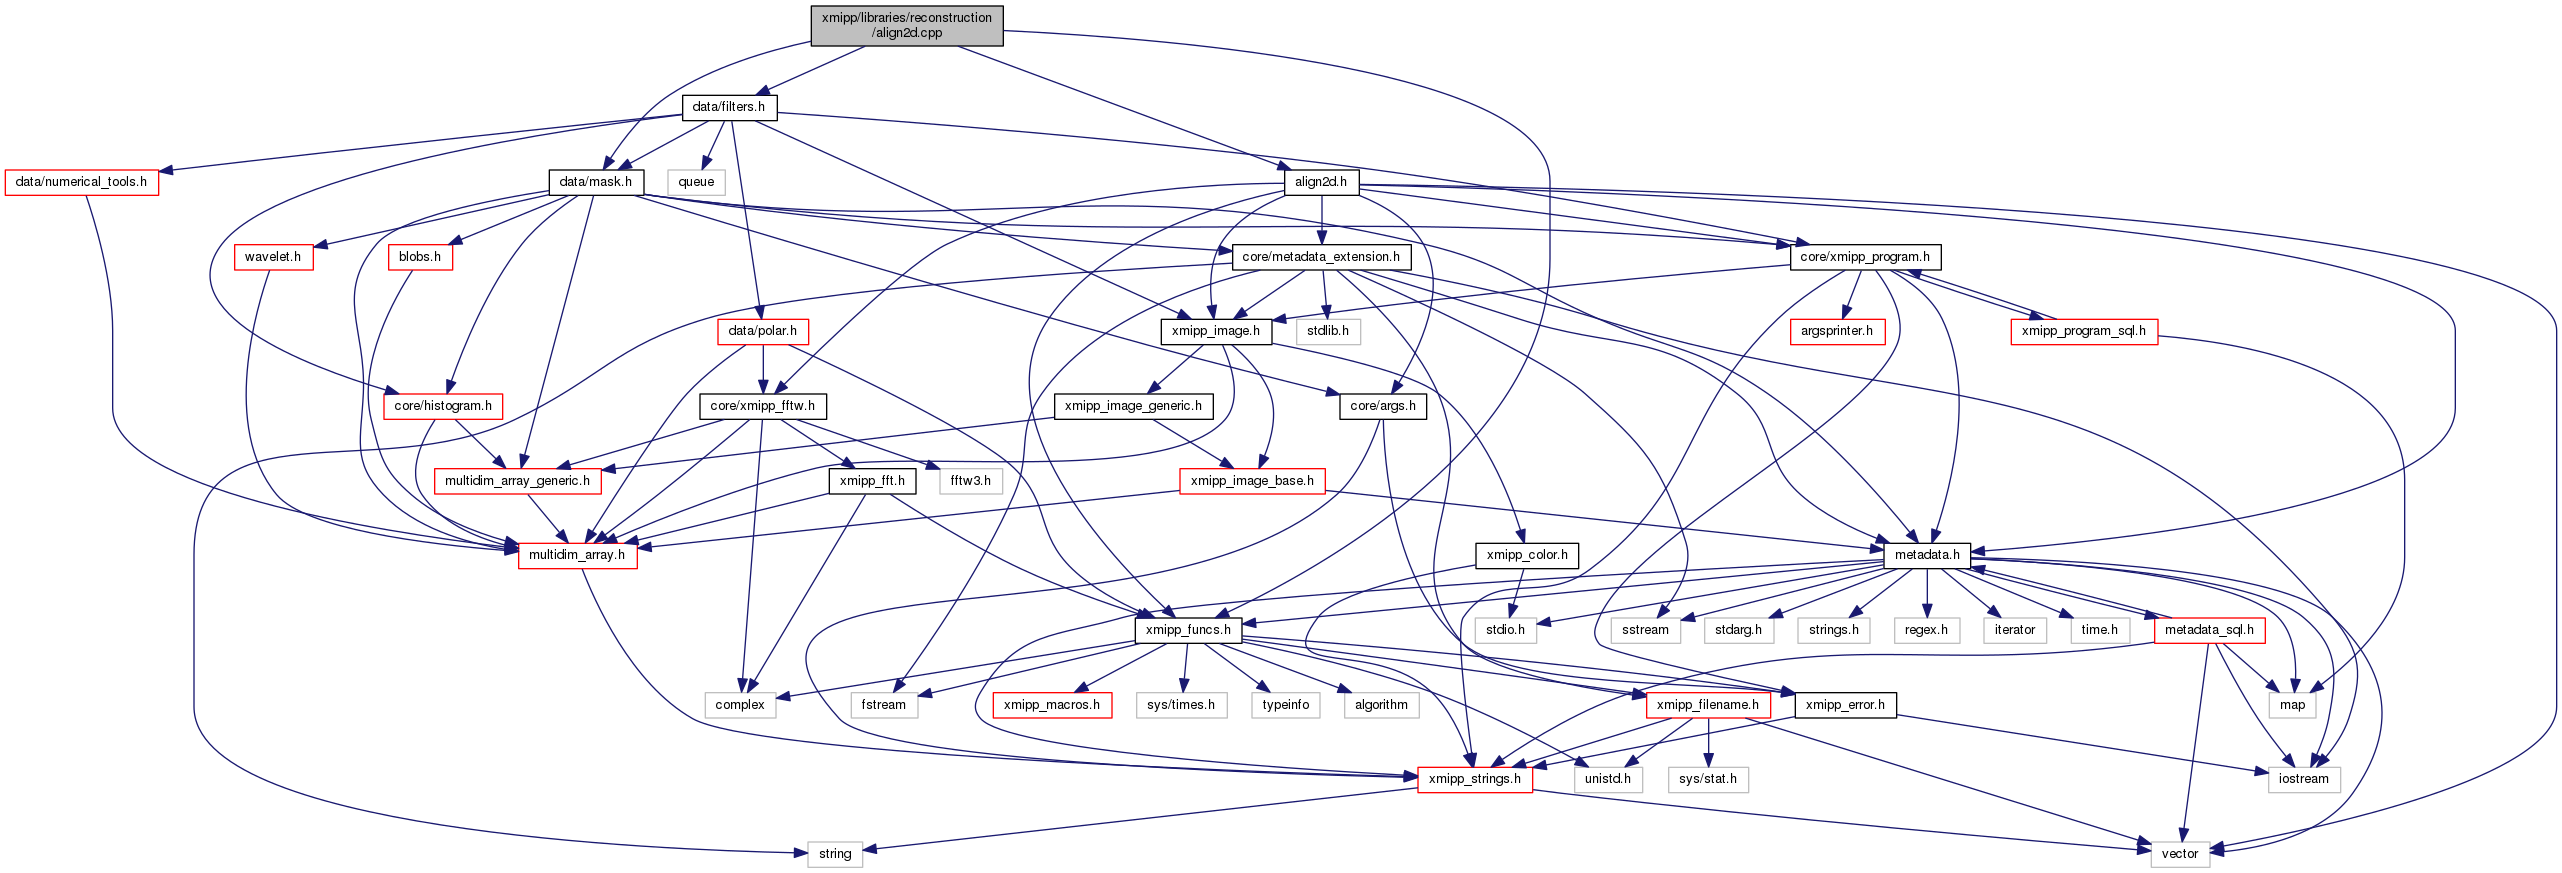 xmipp/libraries/reconstruction
/align2d.cpp
data/filters.h
data/numerical_tools.h
data/mask.h
queue
align2d.h
wavelet.h
blobs.h
core/metadata_extension.h
core/xmipp_program.h
data/polar.h
xmipp_image.h
stdlib.h
argsprinter.h
xmipp_program_sql.h
core/histogram.h
core/xmipp_fftw.h
xmipp_image_generic.h
core/args.h
multidim_array_generic.h
xmipp_fft.h
fftw3.h
xmipp_image_base.h
multidim_array.h
xmipp_color.h
metadata.h
xmipp_funcs.h
stdio.h
sstream
stdarg.h
strings.h
regex.h
iterator
time.h
metadata_sql.h
complex
fstream
xmipp_macros.h
sys/times.h
typeinfo
algorithm
xmipp_filename.h
xmipp_error.h
map
xmipp_strings.h
unistd.h
sys/stat.h
iostream
string
vector